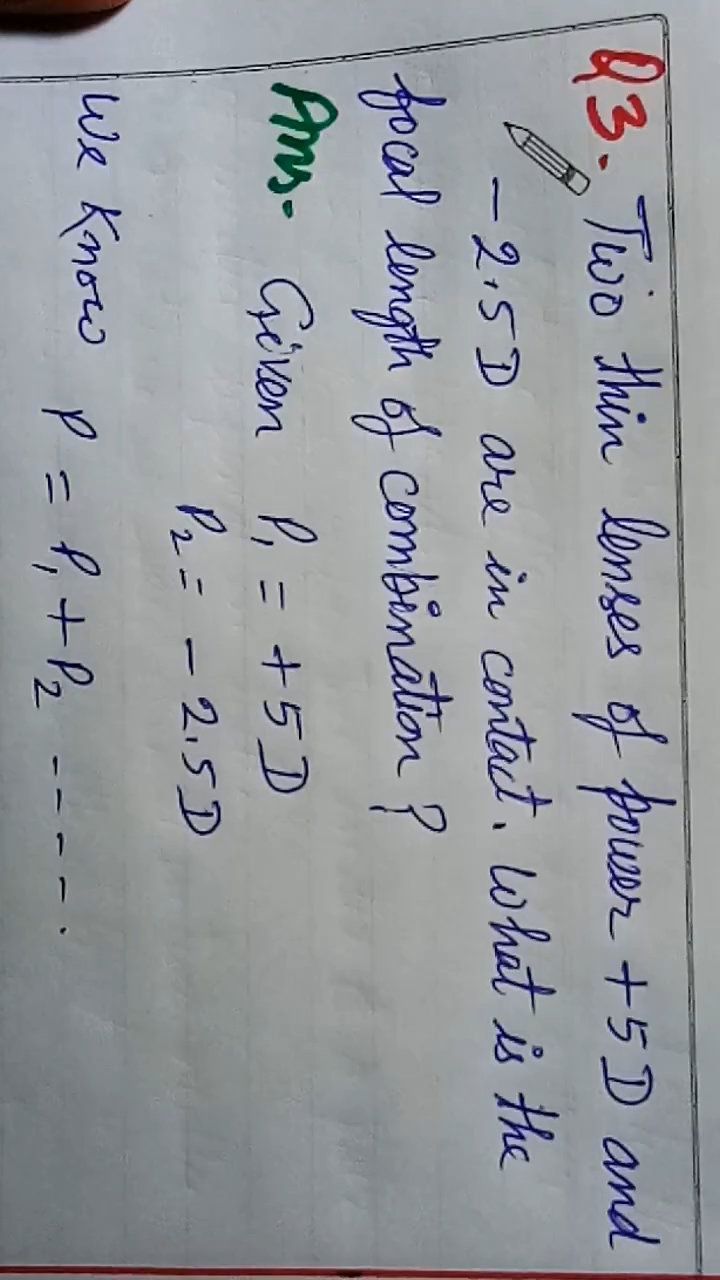 Q3. Two thin lenses of power +5D and
-2.5D are in contact. What is the
focal length of combination?
Ans. Given P₁ = +5D
P₂ = -2.5D
We Know P = P₁ + P₂ ----.